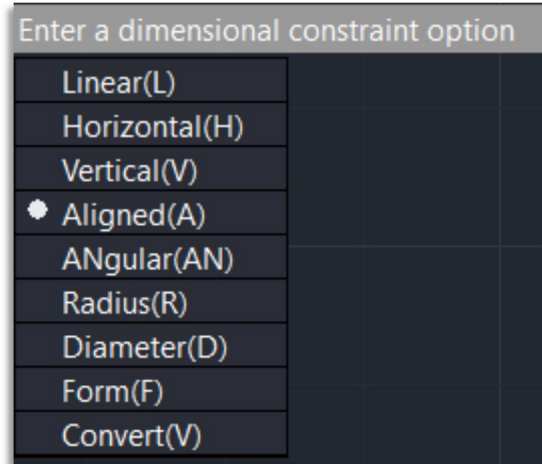 Enter a dimensional constraint option
Linear(L)
Horizontal(H)
Vertical(V)
Aligned(A)
ANgular(AN)
Radius(R)
Diameter(D)
Form(F)
Convert(V)